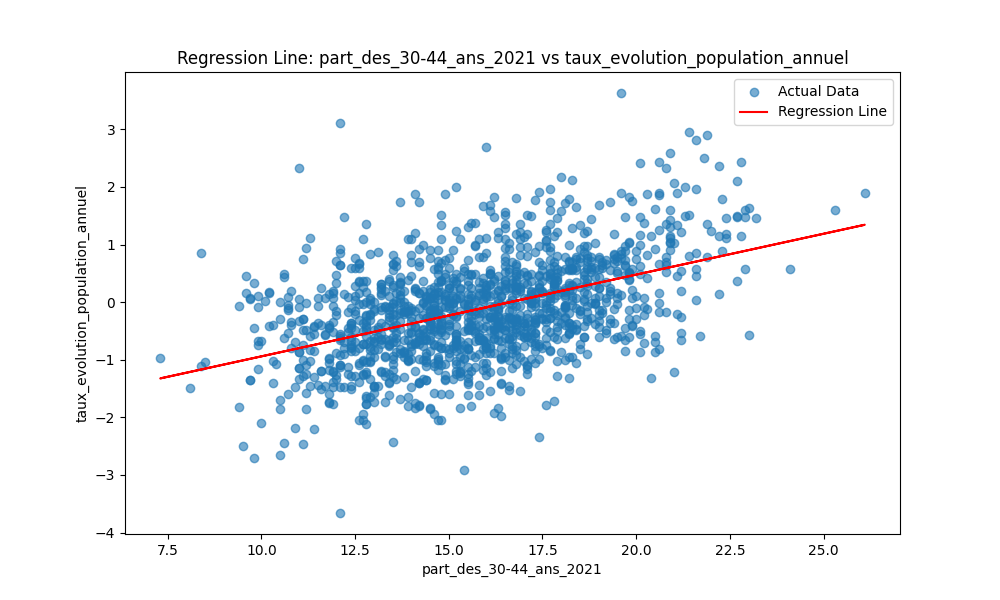 Regression Line: part_des_30-44_ans_2021 vs taux_evolution_population_annuel
Actual Data
Regression Line
taux_evolution_population_annuel
3
2
1
0
−1
−2
−3
−4
7.5 10.0 12.5 15.0 17.5 20.0 22.5 25.0
part_des_30-44_ans_2021